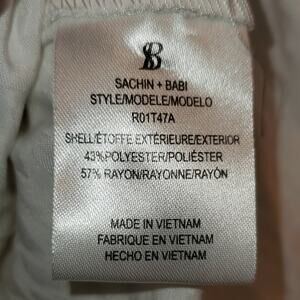 SB
SACHIN + BABI
STYLE/MODELE/MODELO
R01T47A
SHELL/ÉTOFFE EXTÉRIEURE/EXTERIOR
43%POLYESTER/POLIÉSTER
57% RAYON/RAYONNE/RAYÓN
MADE IN VIETNAM
FABRIQUE EN VIETNAM
HECHO EN VIETNAM